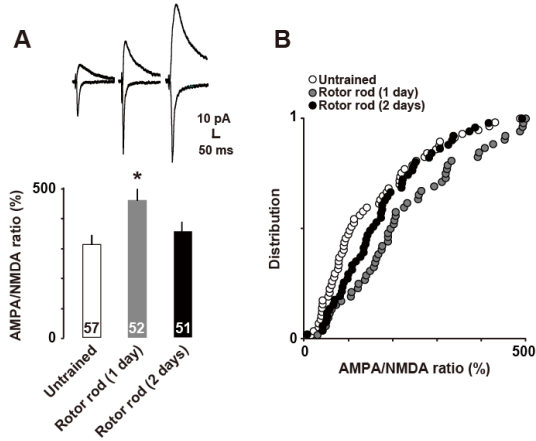 A
10 pA
50 ms
*
AMPA/NMDA ratio (%)
500
0
57
52
51
Untrained
Rotor rod (1 day)
Rotor rod (2 days)
B
Untrained
Rotor rod (1 day)
Rotor rod (2 days)
Distribution
1
0
0
500
AMPA/NMDA ratio (%)